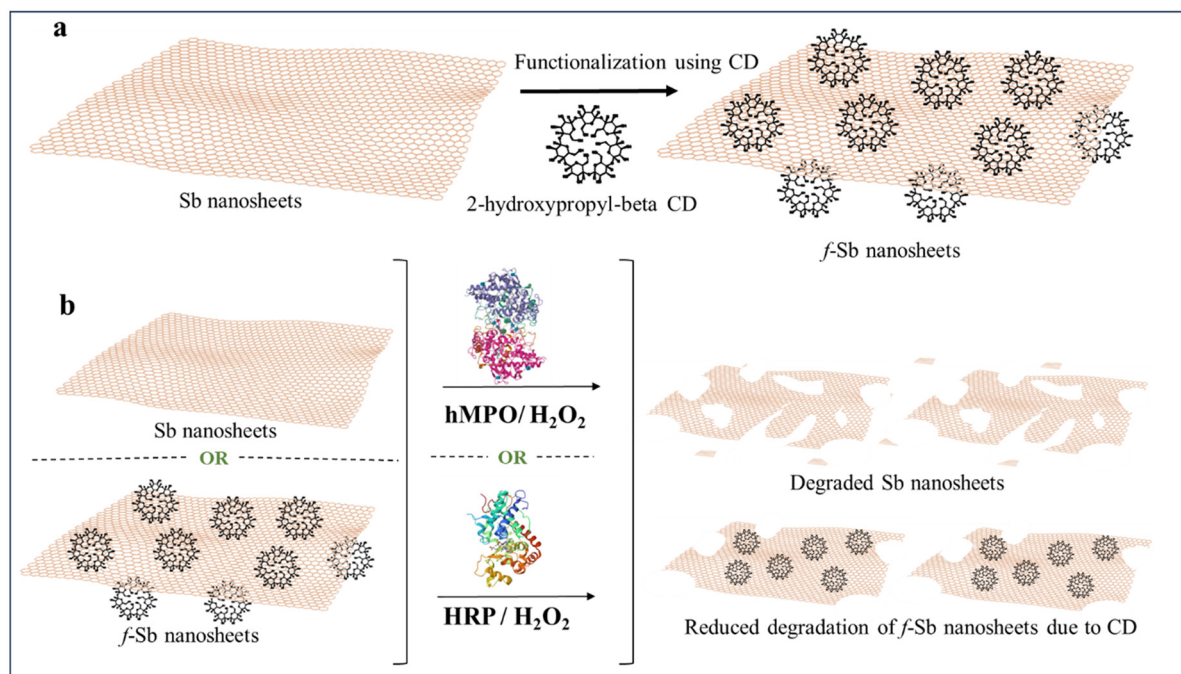 a
Functionalization using CD
Sb nanosheets
2-hydroxypropyl-beta CD
f-Sb nanosheets
b
Sb nanosheets
OR
f-Sb nanosheets
hMPO/ H₂O₂
OR
HRP / H₂O₂
Degraded Sb nanosheets
Reduced degradation of f-Sb nanosheets due to CD